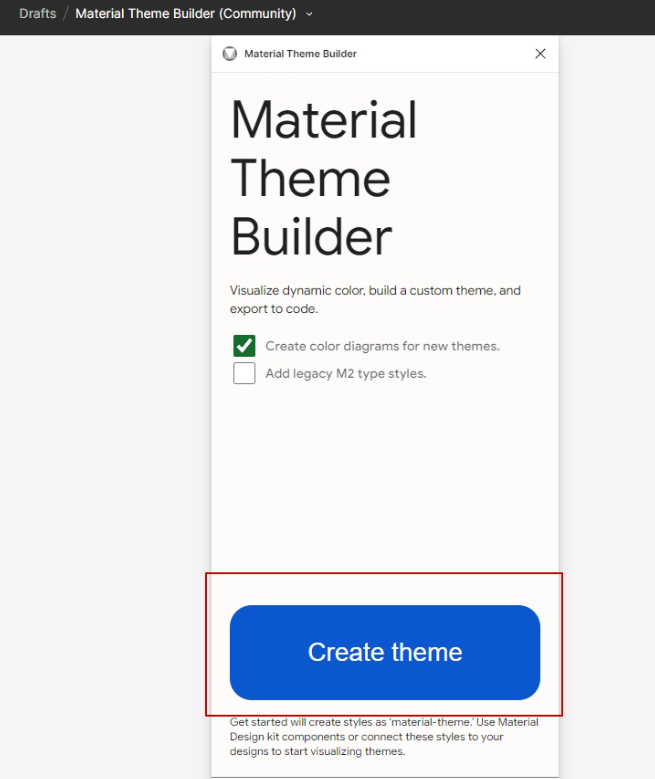 Drafts / Material Theme Builder (Community)
Material Theme Builder
Material
Theme
Builder
Visualize dynamic color, build a custom theme, and
export to code.
Create color diagrams for new themes.
Add legacy M2 type styles.
Create theme
Get started will create styles as 'material-theme.' Use Material
Design kit components or connect these styles to your
designs to start visualizing themes.